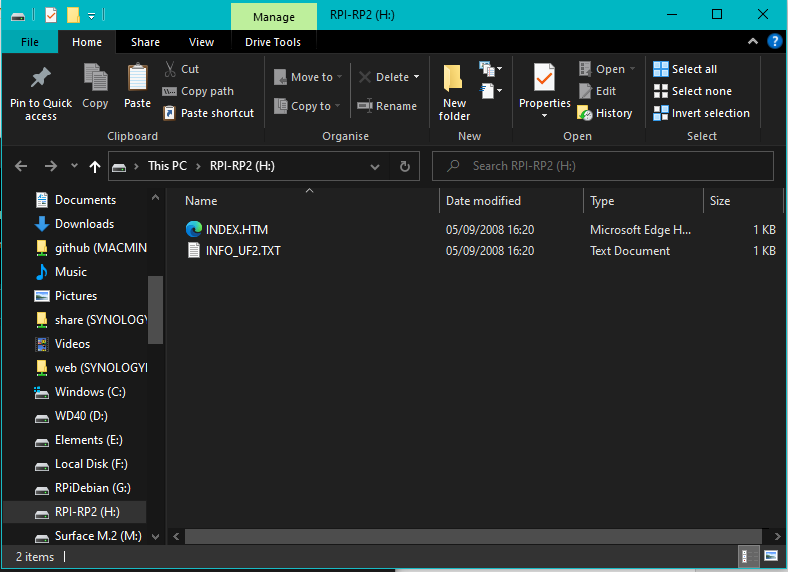 Manage
RPI-RP2 (H:)
File
Home
Share
View
Drive Tools
Pin to Quick access
Copy
Paste
Cut
Copy path
Paste shortcut
Clipboard
Move to
Copy to
Delete
Rename
Organise
New folder
New
Properties
Open
Edit
History
Open
Select all
Select none
Invert selection
Select
This PC
RPI-RP2 (H:)
Search RPI-RP2 (H:)
Name
Date modified
Type
Size
INDEX.HTM
05/09/2008 16:20
Microsoft Edge H...
1 KB
INFO_UF2.TXT
05/09/2008 16:20
Text Document
1 KB
Documents
Downloads
github (MACMIN
Music
Pictures
share (SYNOLOGY
Videos
web (SYNOLOGY
Windows (C:)
WD40 (D:)
Elements (E:)
Local Disk (F:)
RPiDebian (G:)
RPI-RP2 (H:)
Surface M.2 (M:)
2 items